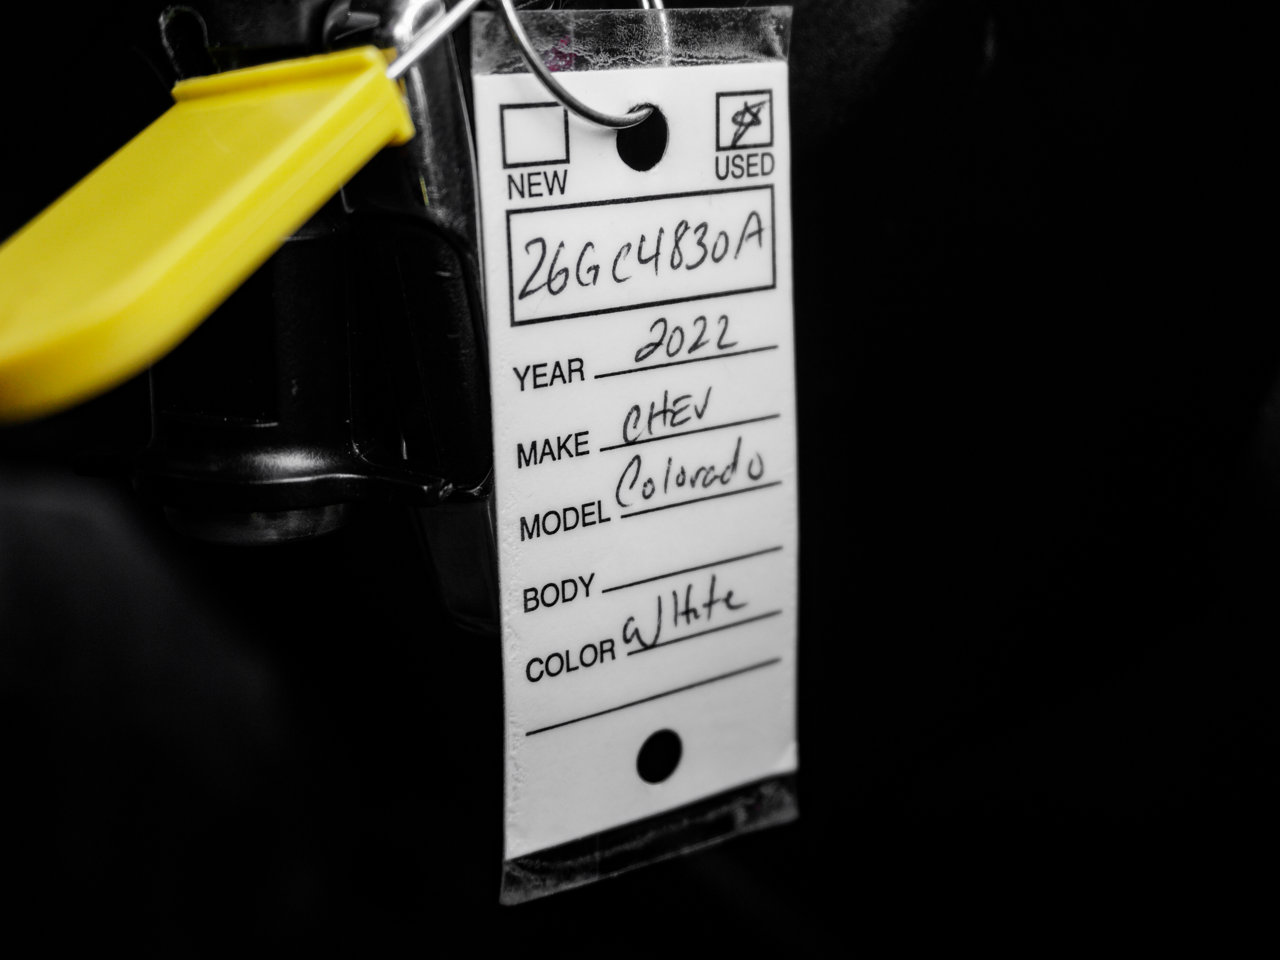 NEW USED
26GC4830A
YEAR 2022
MAKE CHEV
MODEL Colorado
BODY
COLOR WHite